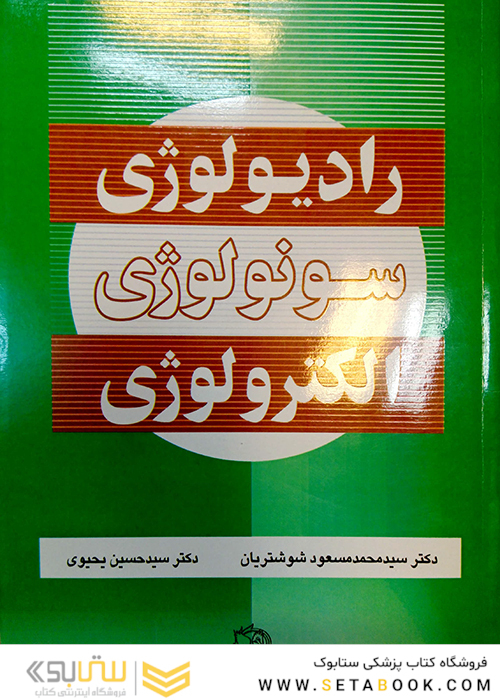 رادیولوژی
سونولوژی
الکترولوژی
دکتر سیدمحمدمسعود شوشتریان
دکتر سیدحسین یحیوی
فروشگاه کتاب پزشکی ستابوک
WWW.SETABOOK.COM
ستابوک
فروشگاه اینترنتی کتاب